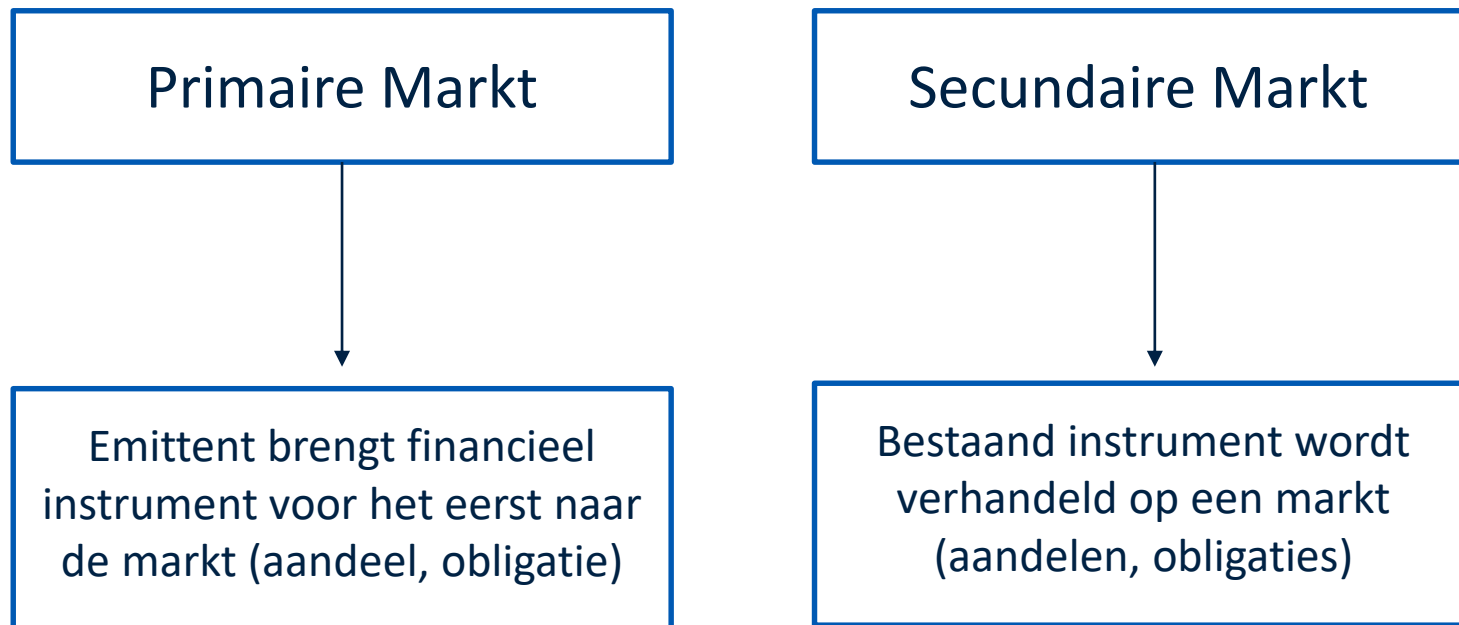 Primaire Markt
Secundaire Markt
Emittent brengt financieel
instrument voor het eerst naar
de markt (aandeel, obligatie)
Bestaand instrument wordt
verhandeld op een markt
(aandelen, obligaties)